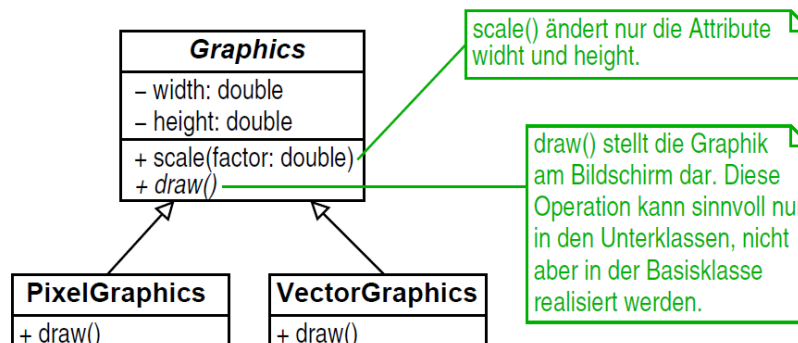 Graphics
– width: double
– height: double
+ scale(factor: double)
+ draw()
scale() ändert nur die Attribute
widht und height.
draw() stellt die Graphik
am Bildschirm dar. Diese
Operation kann sinnvoll nu
in den Unterklassen, nicht
aber in der Basisklasse
realisiert werden.
PixelGraphics
+ draw()
VectorGraphics
+ draw()